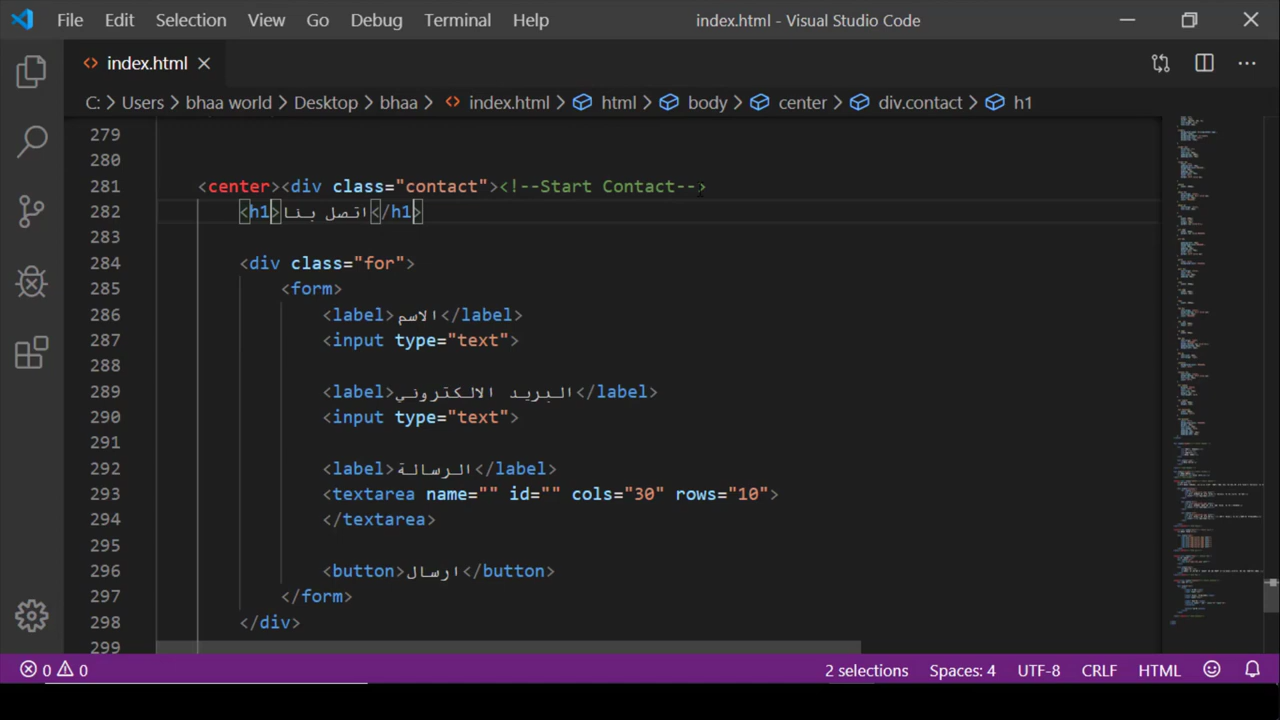 File Edit Selection View Go Debug Terminal Help index.html - Visual Studio Code
index.html
C: Users bhaa world Desktop bhaa index.html html body center div.contact h1
279
280
281 <center><div class="contact"><!--Start Contact-->
282 <h1>اتصل بنا</h1>
283
284 <div class="for">
285 <form>
286 <label>الاسم</label>
287 <input type="text">
288
289 <label>البريد الالكتروني</label>
290 <input type="text">
291
292 <label>الرسالة</label>
293 <textarea name="" id="" cols="30" rows="10">
294 </textarea>
295
296 <button>ارسال</button>
297 </form>
298 </div>
299
0 0 2 selections Spaces: 4 UTF-8 CRLF HTML